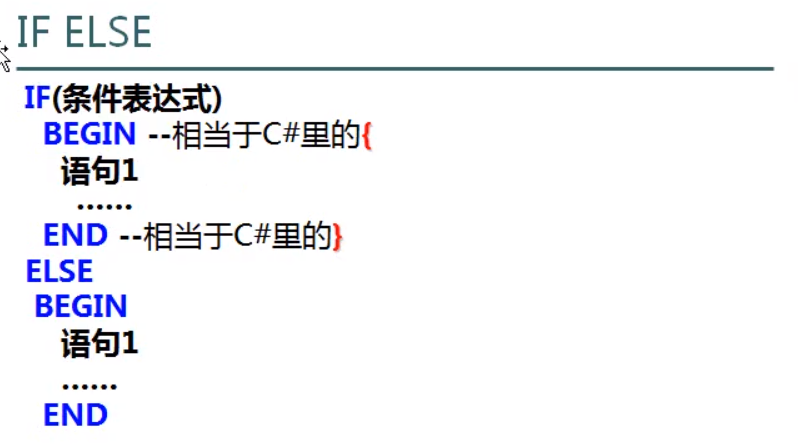 IF ELSE
IF(条件表达式)
BEGIN --相当于C#里的{
语句1
......
END --相当于C#里的}
ELSE
BEGIN
语句1
......
END